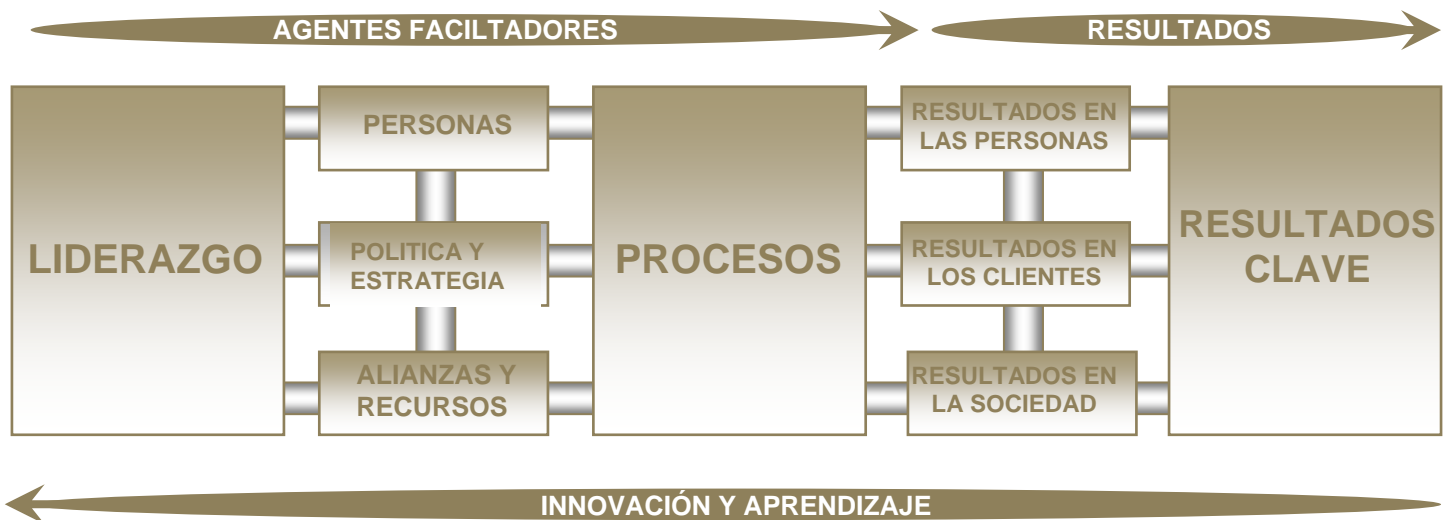 AGENTES FACILTADORES
RESULTADOS
LIDERAZGO
PERSONAS
POLITICA Y
ESTRATEGIA
ALIANZAS Y
RECURSOS
PROCESOS
RESULTADOS EN
LAS PERSONAS
RESULTADOS EN
LOS CLIENTES
RESULTADOS EN
LA SOCIEDAD
RESULTADOS
CLAVE
INNOVACIÓN Y APRENDIZAJE